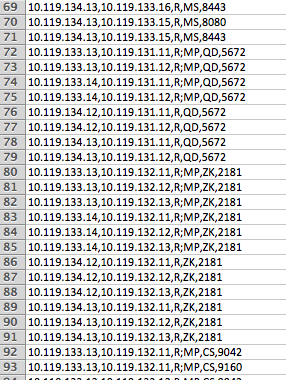 69 10.119.134.13,10.119.133.16,R,MS,8443
70 10.119.134.13,10.119.133.15,R,MS,8080
71 10.119.134.13,10.119.133.15,R,MS,8443
72 10.119.133.13,10.119.131.11,R;MP,QD,5672
73 10.119.133.13,10.119.131.12,R;MP,QD,5672
74 10.119.133.14,10.119.131.11,R;MP,QD,5672
75 10.119.133.14,10.119.131.12,R;MP,QD,5672
76 10.119.134.12,10.119.131.11,R,QD,5672
77 10.119.134.12,10.119.131.12,R,QD,5672
78 10.119.134.13,10.119.131.11,R,QD,5672
79 10.119.134.13,10.119.131.12,R,QD,5672
80 10.119.133.13,10.119.132.11,R;MP,ZK,2181
81 10.119.133.13,10.119.132.12,R;MP,ZK,2181
82 10.119.133.13,10.119.132.13,R;MP,ZK,2181
83 10.119.133.14,10.119.132.11,R;MP,ZK,2181
84 10.119.133.14,10.119.132.12,R;MP,ZK,2181
85 10.119.133.14,10.119.132.13,R;MP,ZK,2181
86 10.119.134.12,10.119.132.11,R,ZK,2181
87 10.119.134.12,10.119.132.12,R,ZK,2181
88 10.119.134.12,10.119.132.13,R,ZK,2181
89 10.119.134.13,10.119.132.11,R,ZK,2181
90 10.119.134.13,10.119.132.12,R,ZK,2181
91 10.119.134.13,10.119.132.13,R,ZK,2181
92 10.119.133.13,10.119.132.11,R;MP,CS,9042
93 10.119.133.13,10.119.132.11,R;MP,CS,9160